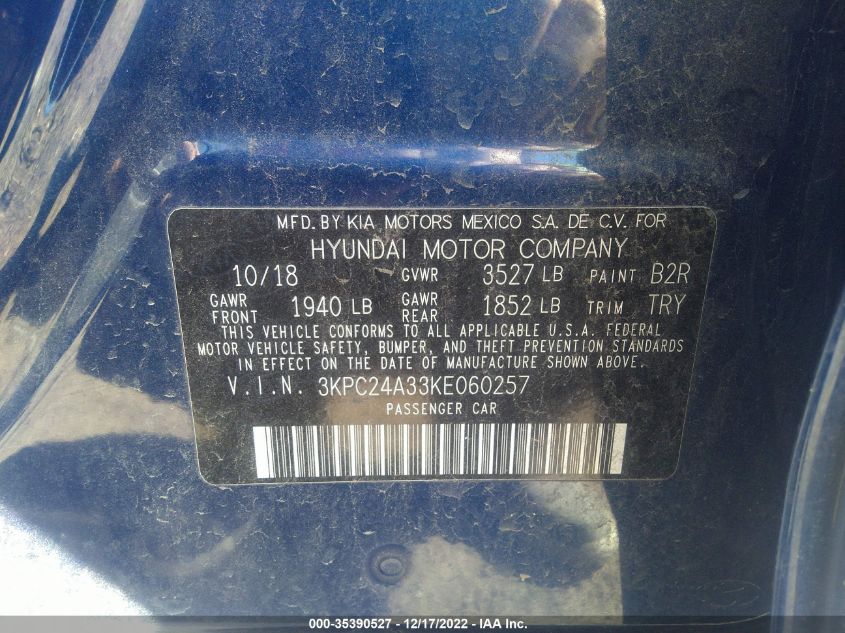 MFD. BY KIA MOTORS MEXICO S.A. DE C.V. FOR
HYUNDAI MOTOR COMPANY
10/18 GVWR 3527 LB PAINT B2R
GAWR FRONT 1940 LB GAWR REAR 1852 LB TRIM TRY
THIS VEHICLE CONFORMS TO ALL APPLICABLE U.S.A. FEDERAL
MOTOR VEHICLE SAFETY, BUMPER, AND THEFT PREVENTION STANDARDS
IN EFFECT ON THE DATE OF MANUFACTURE SHOWN ABOVE.
V.I.N. 3KPC24A33KE060257
PASSENGER CAR
000-35390527 - 12/17/2022 - IAA Inc.